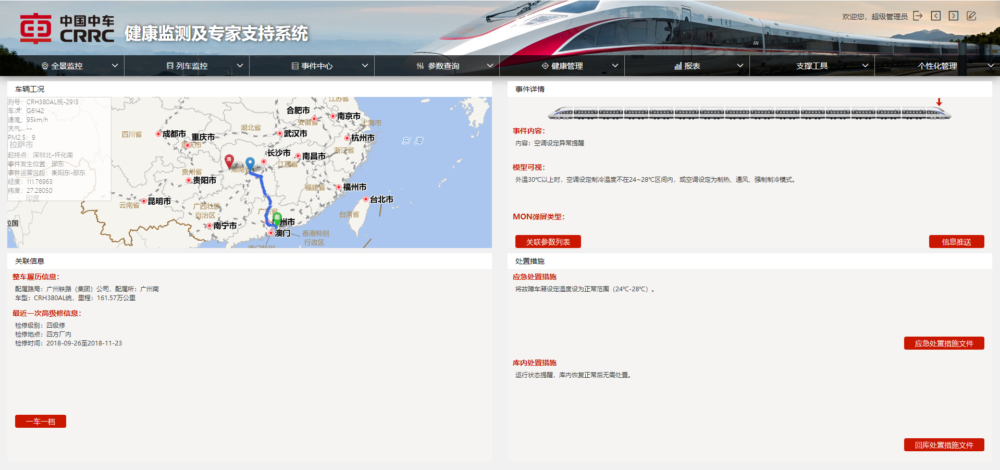 中国中车
CRRC
健康监测及专家支持系统
欢迎您，超级管理员
全景监控
列车监控
事件中心
参数查询
健康管理
报表
支撑工具
个性化管理
车辆工况
列号：CRH380AL统-2913
车次：G6142
速度：95km/h
天气：--
PM2.5：9
拉萨市
起终点：深圳北-怀化南
事件发生位置：邵东
事件运营区段：衡阳东-邵东
经度：111.76963
纬度：27.28050
印度
江苏省
合肥市
南京市
安徽省
上海市
湖北省
四川省
成都市
重庆市
重庆市
武汉市
杭州市
东海
浙江省
长沙市
南昌市
终
湖南省
江西省
贵州省
贵阳市
福建省
福州市
云南省
昆明市
台北市
广西壮族
自治区
广东省
台湾省
起
州市
拉国
南宁市
澳门
香港特别
行政区
澳门特别
事件详情
事件内容：
内容：空调设定异常提醒
模型可视：
外温30℃以上时，空调设定制冷温度不在24~28℃区间内，或空调设定为制热、通风、强制制冷模式。
MON弹屏类型：
关联参数列表
信息推送
关联信息
整车履历信息：
配属路局：广州铁路（集团）公司，配属所：广州南
车型：CRH380AL统，里程：161.57万公里
最近一次高级修信息：
检修级别：四级修
检修地点：四方厂内
检修时间：2018-09-26至2018-11-23
一车一档
处置措施
应急处置措施
将故障车厢设定温度设为正常范围（24℃-28℃）。
应急处置措施文件
库内处置措施
运行状态提醒，库内恢复正常后无需处置。
回库处置措施文件